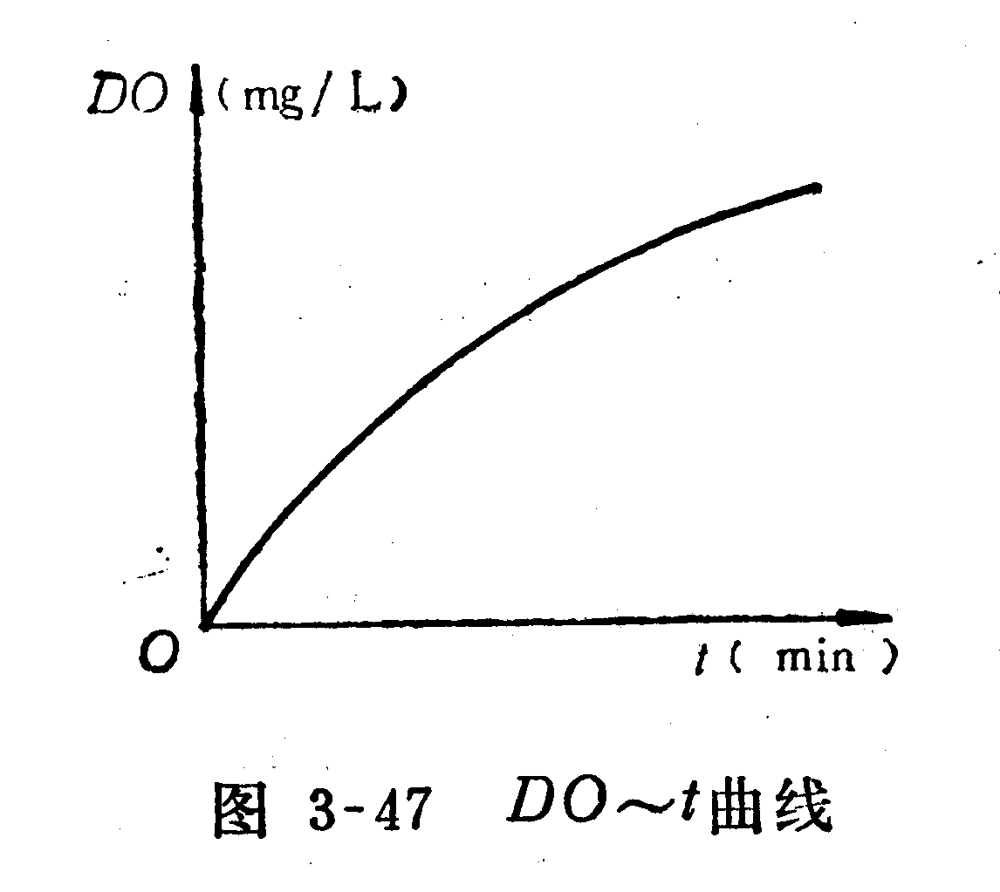 DO (mg/L)
O
t( min )
图 3-47 DO～t曲线